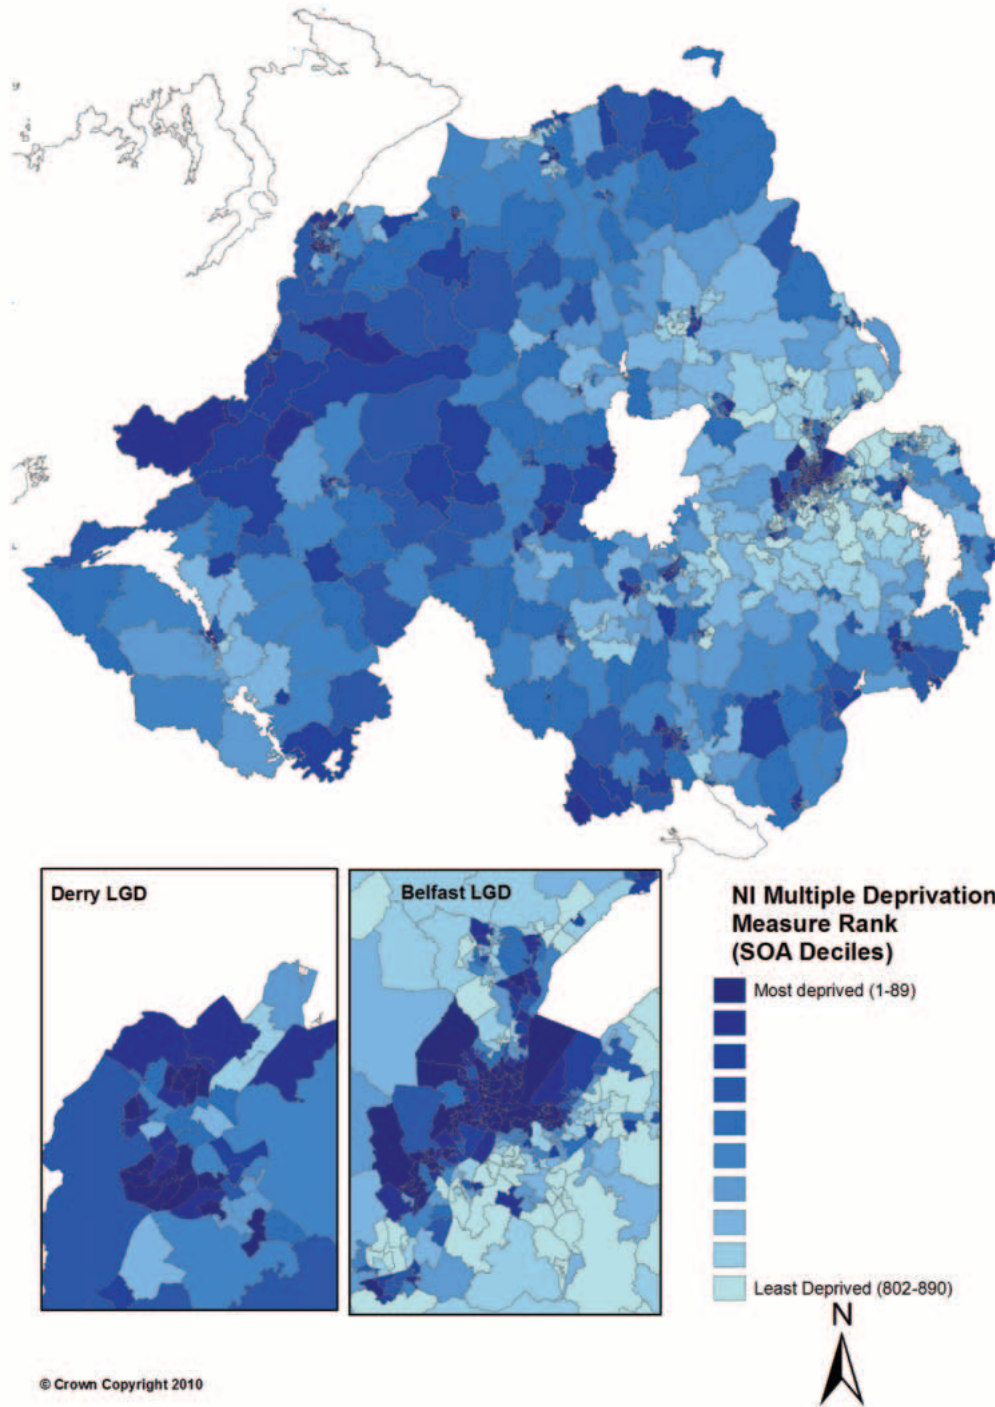 Derry LGD
Belfast LGD
NI Multiple Deprivation
Measure Rank
(SOA Deciles)
Most deprived (1-89)
Least Deprived (802-890)
N
© Crown Copyright 2010